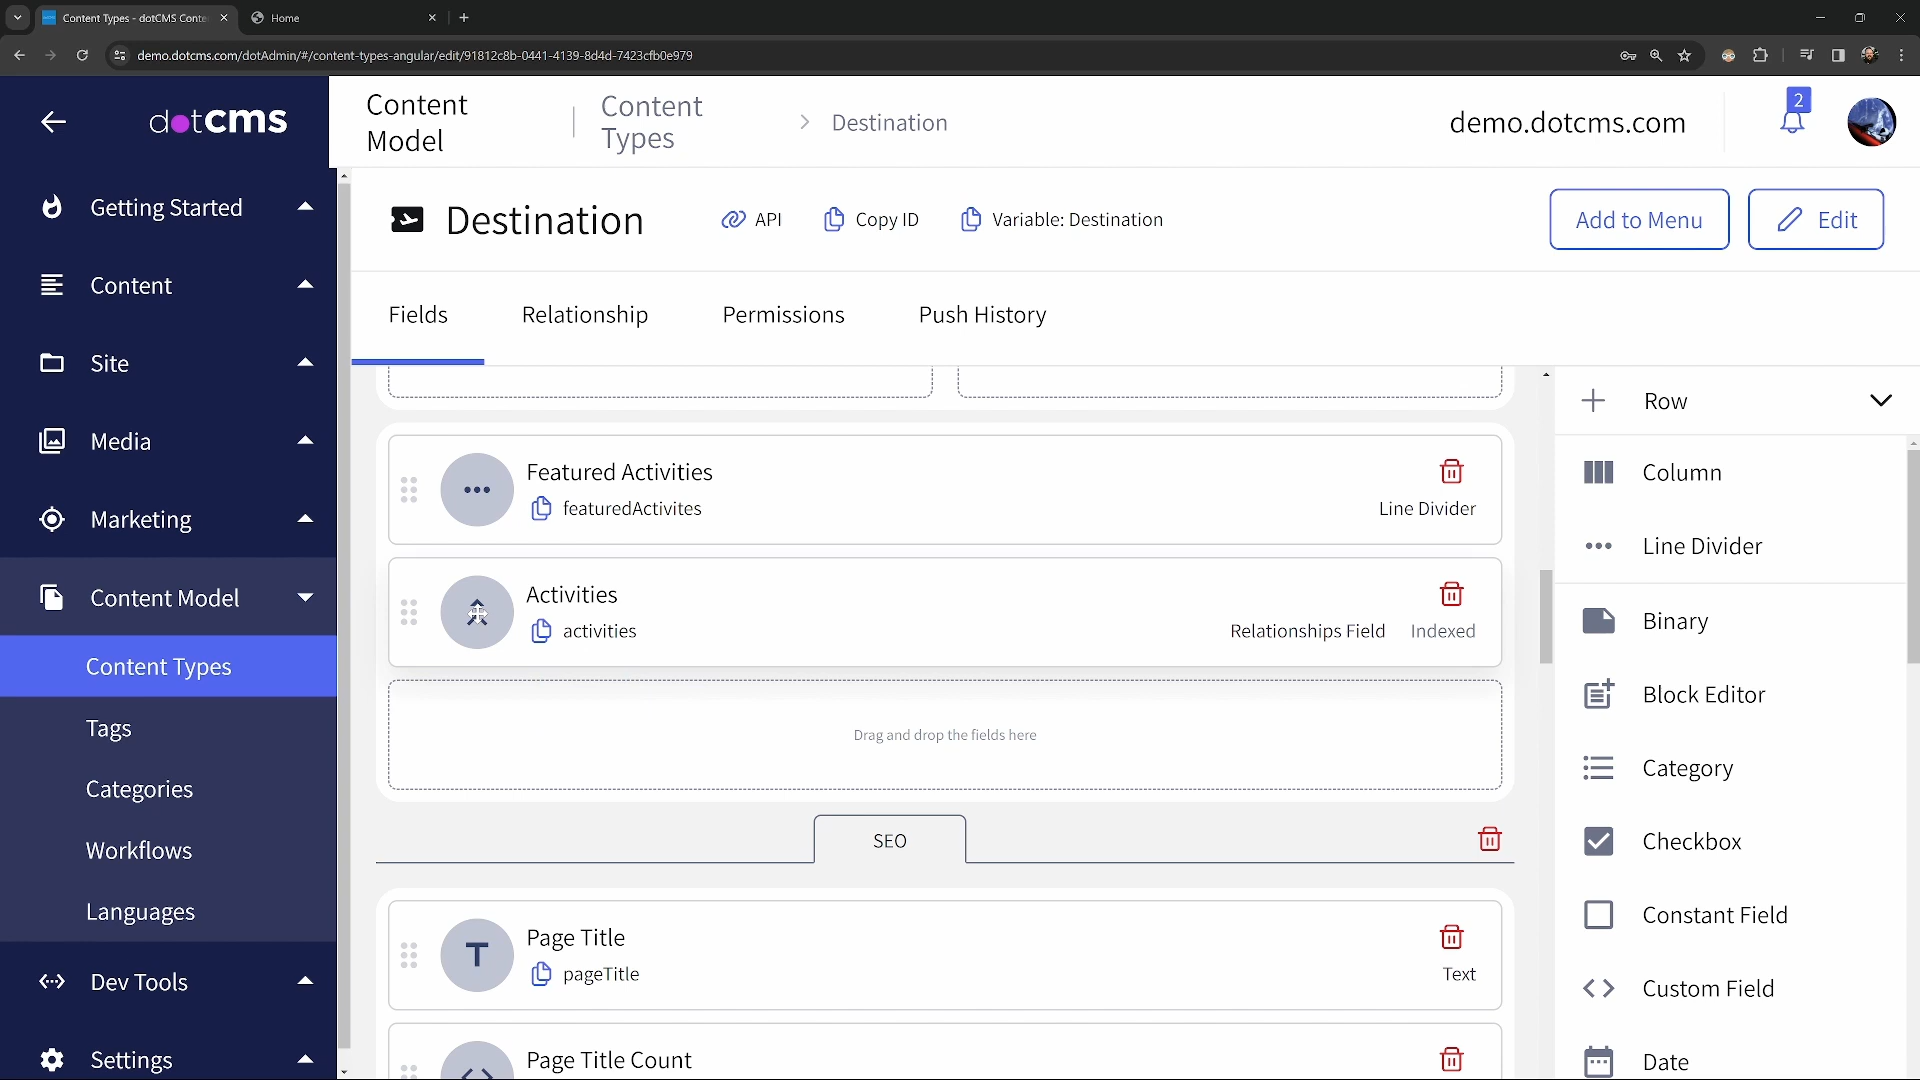 Content Types - dotCMS Conte
Home
demo.dotcms.com/dotAdmin/#/content-types-angular/edit/91812c8b-0441-4139-8d4d-7423cfb0e979
dotCMS
Content
Model
Content
Types
Destination
demo.dotcms.com
2
Getting Started
Content
Site
Media
Marketing
Content Model
Content Types
Tags
Categories
Workflows
Languages
Dev Tools
Settings
Destination
API
Copy ID
Variable: Destination
Add to Menu
Edit
Fields
Relationship
Permissions
Push History
Featured Activities
featuredActivites
Line Divider
Activities
activities
Relationships Field
Indexed
Drag and drop the fields here
SEO
T
Page Title
pageTitle
Text
Page Title Count
Row
Column
Line Divider
Binary
Block Editor
Category
Checkbox
Constant Field
Custom Field
Date